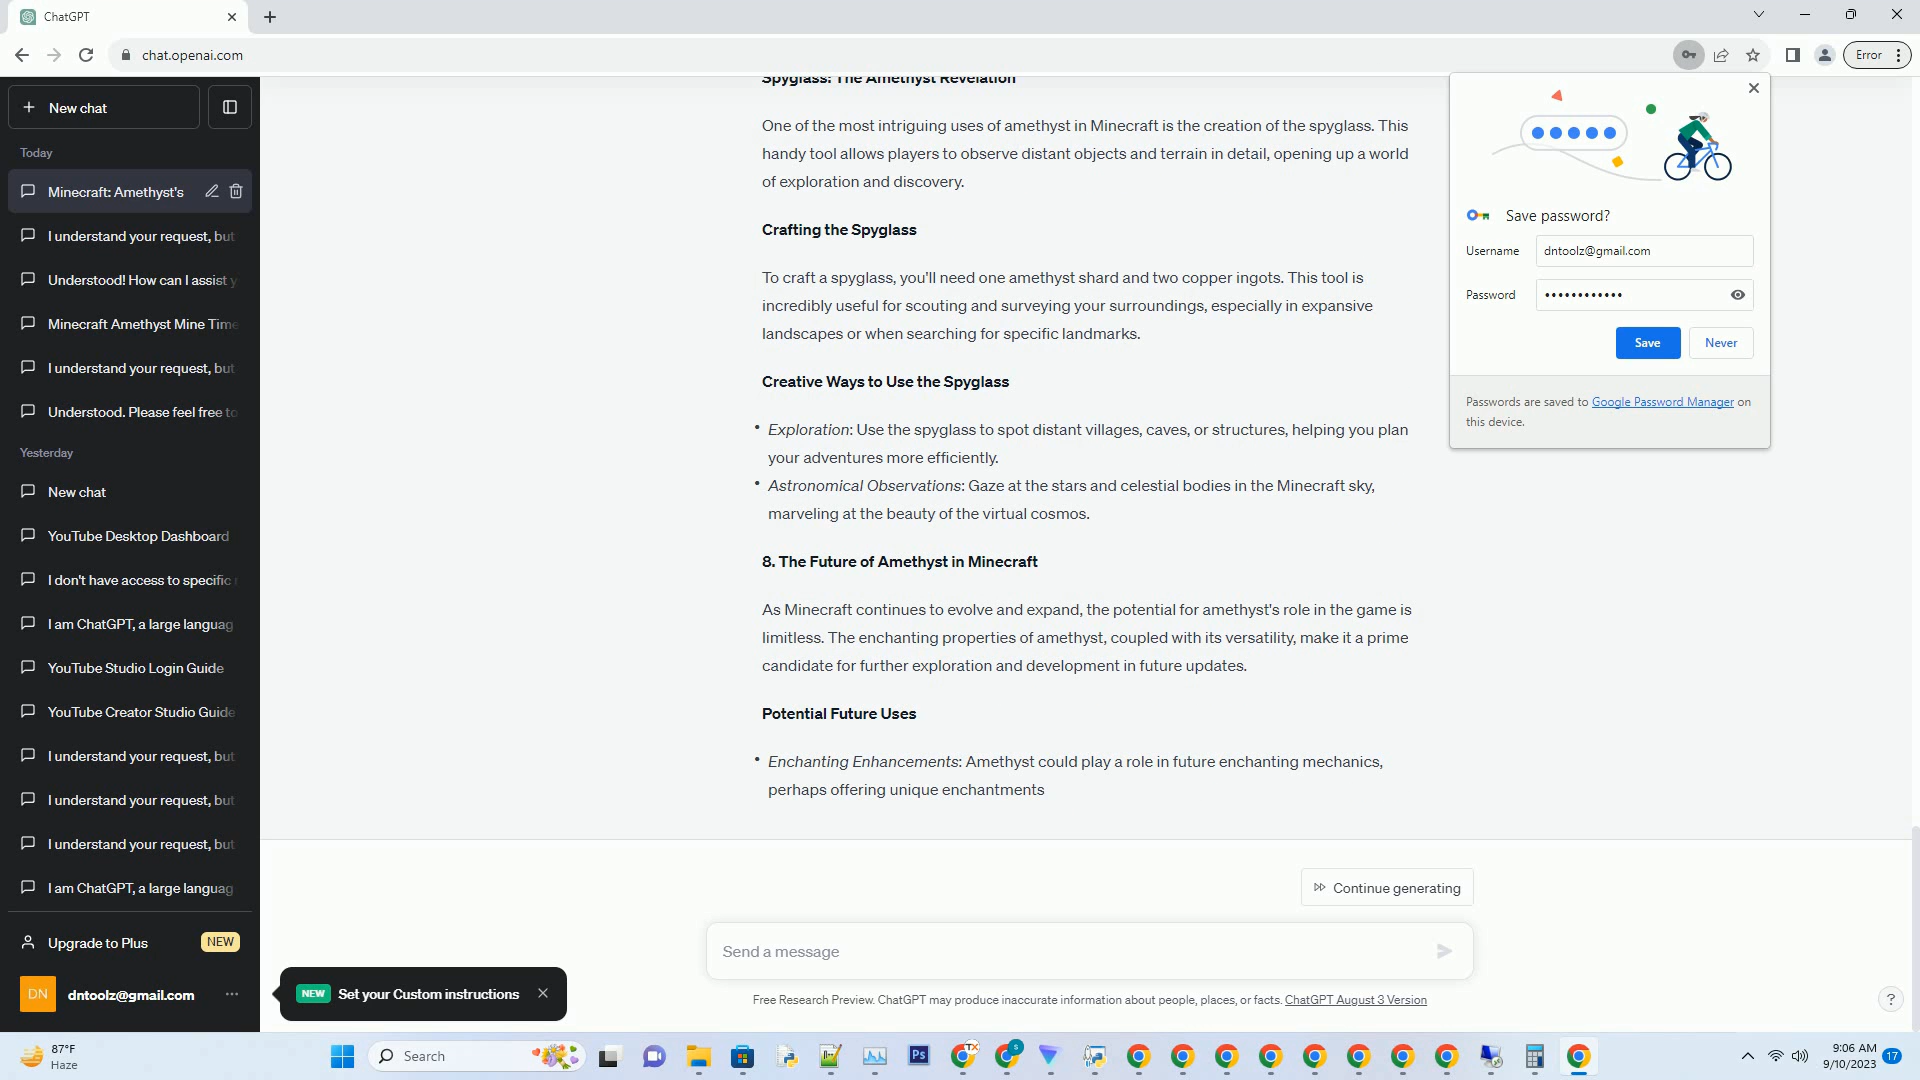 ChatGPT
chat.openai.com
Error
New chat
Today
Minecraft: Amethyst's
I understand your request, but
Understood! How can I assist y
Minecraft Amethyst Mine Time
I understand your request, but
Understood. Please feel free to
Yesterday
New chat
YouTube Desktop Dashboard
I don't have access to specific
I am ChatGPT, a large languag
YouTube Studio Login Guide
YouTube Creator Studio Guide
I understand your request, but
I understand your request, but
I understand your request, but
I am ChatGPT, a large languag
Upgrade to Plus NEW
DN dntoolz@gmail.com
Spyglass: The Amethyst Revelation
One of the most intriguing uses of amethyst in Minecraft is the creation of the spyglass. This
handy tool allows players to observe distant objects and terrain in detail, opening up a world
of exploration and discovery.
Crafting the Spyglass
To craft a spyglass, you'll need one amethyst shard and two copper ingots. This tool is
incredibly useful for scouting and surveying your surroundings, especially in expansive
landscapes or when searching for specific landmarks.
Creative Ways to Use the Spyglass
• Exploration: Use the spyglass to spot distant villages, caves, or structures, helping you plan
your adventures more efficiently.
• Astronomical Observations: Gaze at the stars and celestial bodies in the Minecraft sky,
marveling at the beauty of the virtual cosmos.
8. The Future of Amethyst in Minecraft
As Minecraft continues to evolve and expand, the potential for amethyst's role in the game is
limitless. The enchanting properties of amethyst, coupled with its versatility, make it a prime
candidate for further exploration and development in future updates.
Potential Future Uses
• Enchanting Enhancements: Amethyst could play a role in future enchanting mechanics,
perhaps offering unique enchantments
Continue generating
Send a message
Free Research Preview. ChatGPT may produce inaccurate information about people, places, or facts. ChatGPT August 3 Version
NEW Set your Custom instructions
?
Save password?
Username dntoolz@gmail.com
Password ••••••••••••
Save Never
Passwords are saved to Google Password Manager on
this device.
87°F
Haze
Search
Ps
TX
S
9:06 AM
9/10/2023
17